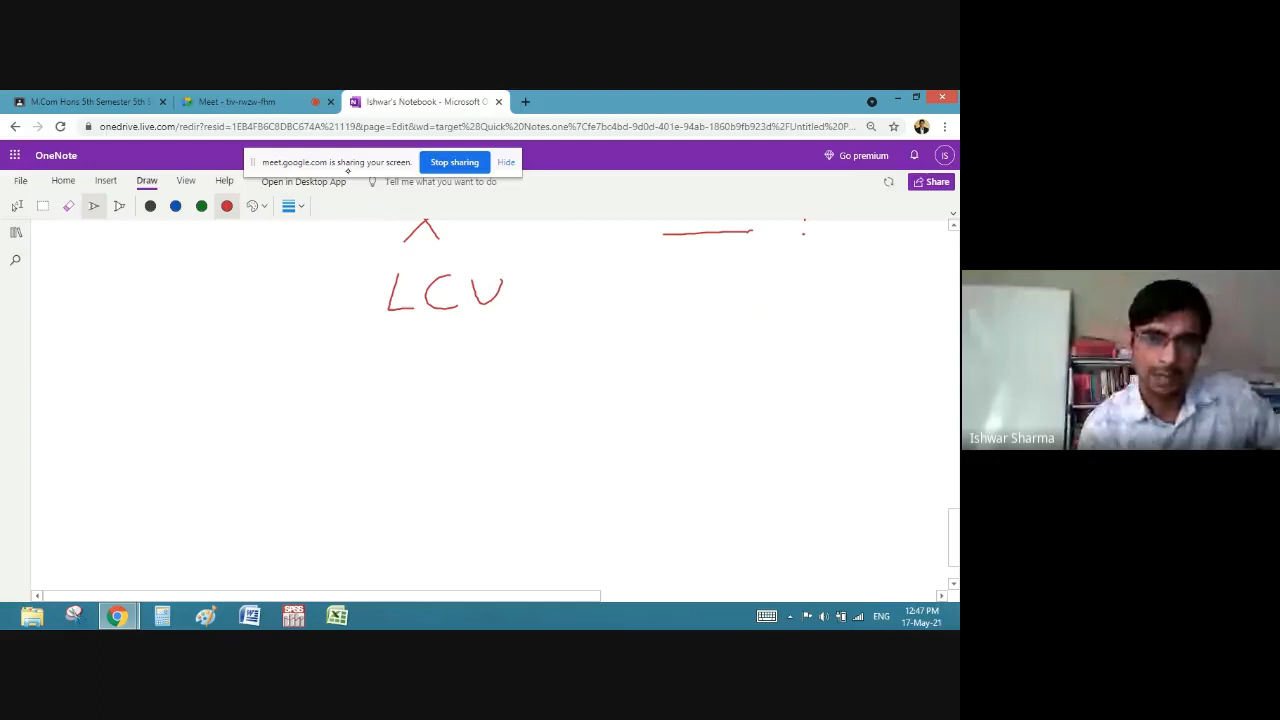 M.Com Hons 5th Semester 5th S
Meet - tiv-rwzw-fhm
Ishwar's Notebook - Microsoft O
onedrive.live.com/redir?resid=1EB4FB6C8DBC674A%21119&page=Edit&wd=target%28Quick%20Notes.one%7Cfe7bc4bd-9d0d-401e-94ab-1860b9fb923d%2FUntitled%20P...
OneNote
meet.google.com is sharing your screen.
Stop sharing
Hide
Go premium
IS
File
Home
Insert
Draw
View
Help
Open in Desktop App
Tell me what you want to do
Share
LCV
Ishwar Sharma
SPSS
ENG
12:47 PM
17-May-21